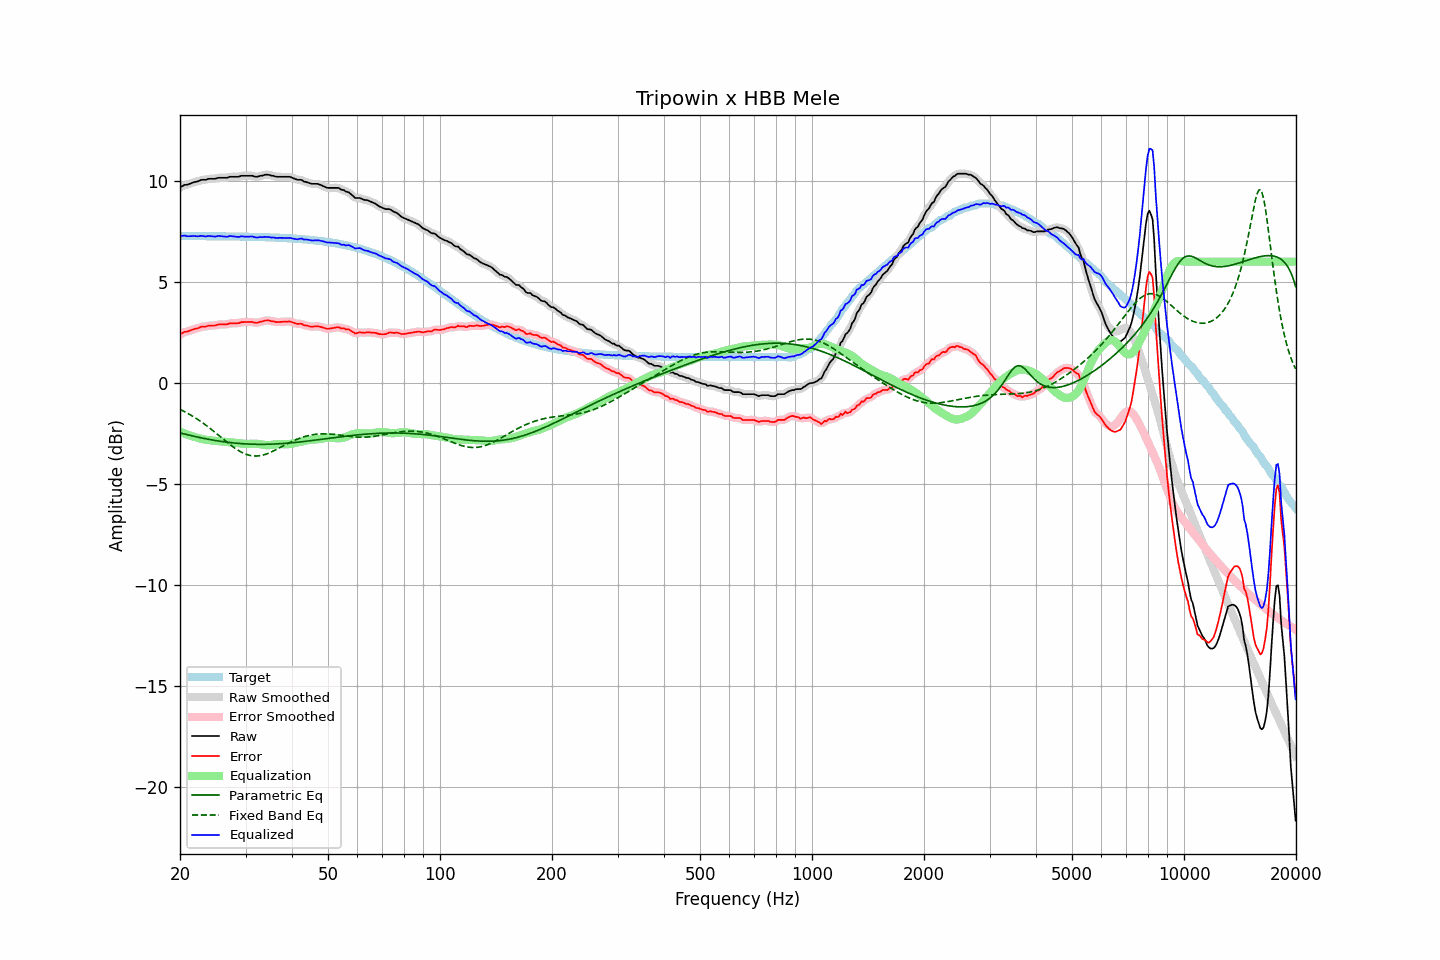 Tripowin x HBB Mele
10
5
0
−5
−10
−15
−20
Amplitude (dBr)
Target
Raw Smoothed
Error Smoothed
Raw
Error
Equalization
Parametric Eq
Fixed Band Eq
Equalized
20 50 100 200 500 1000 2000 5000 10000 20000
Frequency (Hz)